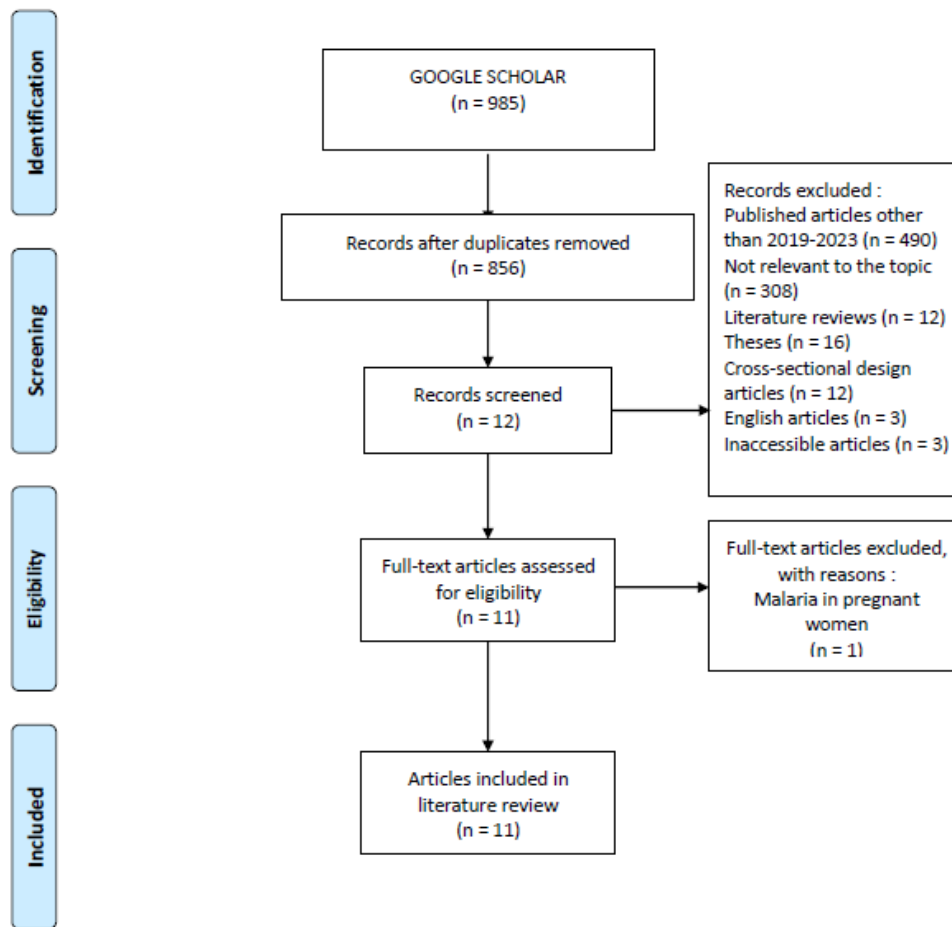 Identification
GOOGLE SCHOLAR
(n = 985)
Records after duplicates removed
(n = 856)
Screening
Records screened
(n = 12)
Records excluded :
Published articles other
than 2019-2023 (n = 490)
Not relevant to the topic
(n = 308)
Literature reviews (n = 12)
Theses (n = 16)
Cross-sectional design
articles (n = 12)
English articles (n = 3)
Inaccessible articles (n = 3)
Eligibility
Full-text articles assessed
for eligibility
(n = 11)
Full-text articles excluded,
with reasons :
Malaria in pregnant
women
(n = 1)
Included
Articles included in
literature review
(n = 11)